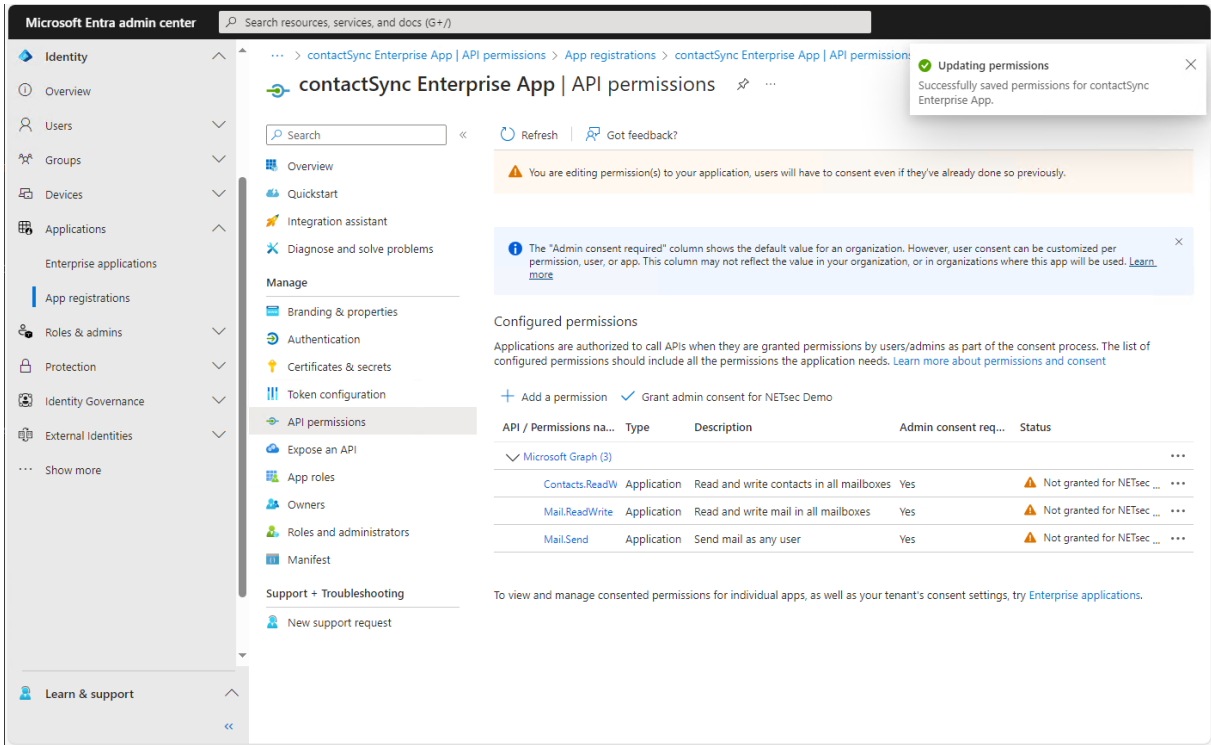 Microsoft Entra admin center
Search resources, services, and docs (G+/)
Identity
Overview
Users
Groups
Devices
Applications
Enterprise applications
App registrations
Roles & admins
Protection
Identity Governance
External Identities
··· Show more
Learn & support
«
··· > contactSync Enterprise App | API permissions > App registrations > contactSync Enterprise App | API permissions
contactSync Enterprise App | API permissions ···
Updating permissions
Successfully saved permissions for contactSync
Enterprise App.
Search «
Overview
Quickstart
Integration assistant
Diagnose and solve problems
Manage
Branding & properties
Authentication
Certificates & secrets
Token configuration
API permissions
Expose an API
App roles
Owners
Roles and administrators
Manifest
Support + Troubleshooting
New support request
Refresh | Got feedback?
You are editing permission(s) to your application, users will have to consent even if they've already done so previously.
The "Admin consent required" column shows the default value for an organization. However, user consent can be customized per
permission, user, or app. This column may not reflect the value in your organization, or in organizations where this app will be used. Learn
more
Configured permissions
Applications are authorized to call APIs when they are granted permissions by users/admins as part of the consent process. The list of
configured permissions should include all the permissions the application needs. Learn more about permissions and consent
Add a permission Grant admin consent for NETsec Demo
API / Permissions na... Type Description Admin consent req... Status
Microsoft Graph (3) ···
Contacts.ReadW Application Read and write contacts in all mailboxes Yes Not granted for NETsec ... ···
Mail.ReadWrite Application Read and write mail in all mailboxes Yes Not granted for NETsec ... ···
Mail.Send Application Send mail as any user Yes Not granted for NETsec ... ···
To view and manage consented permissions for individual apps, as well as your tenant's consent settings, try Enterprise applications.